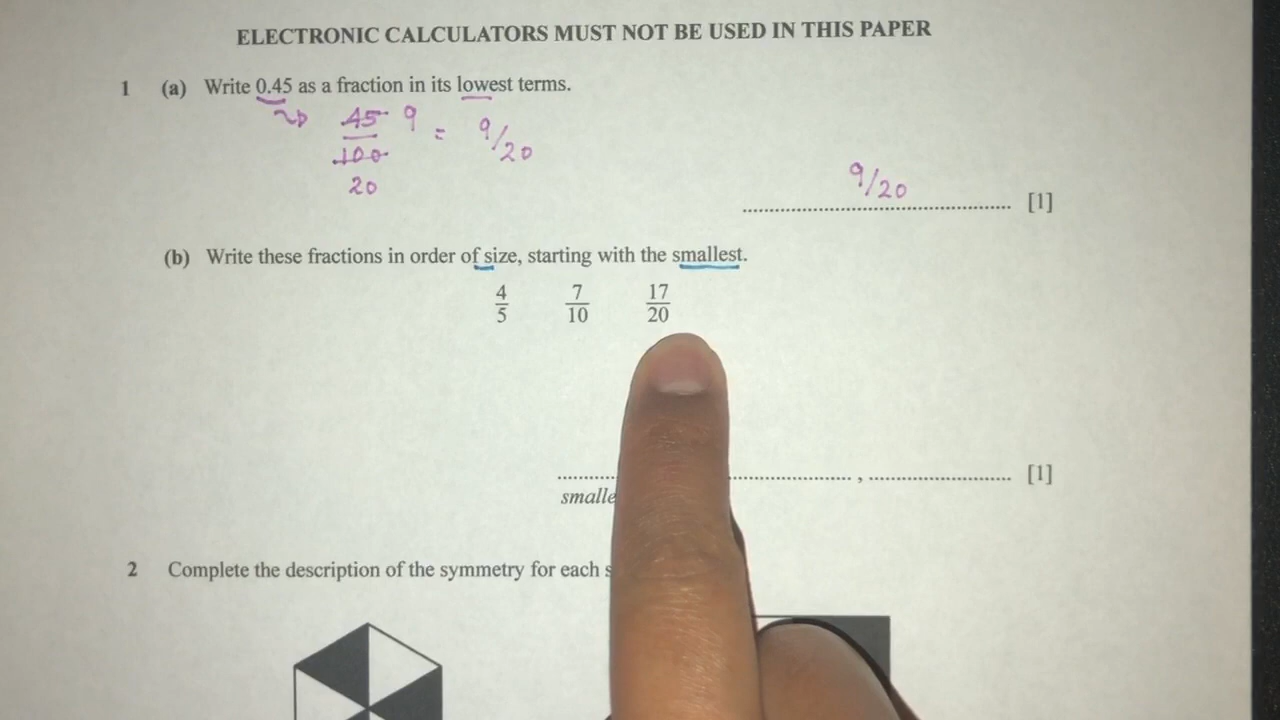 ELECTRONIC CALCULATORS MUST NOT BE USED IN THIS PAPER
1 (a) Write 0.45 as a fraction in its lowest terms.
45 9 = 9/20
100
20
9/20
[1]
(b) Write these fractions in order of size, starting with the smallest.
4/5 7/10 17/20
, [1]
2 Complete the description of the symmetry for each